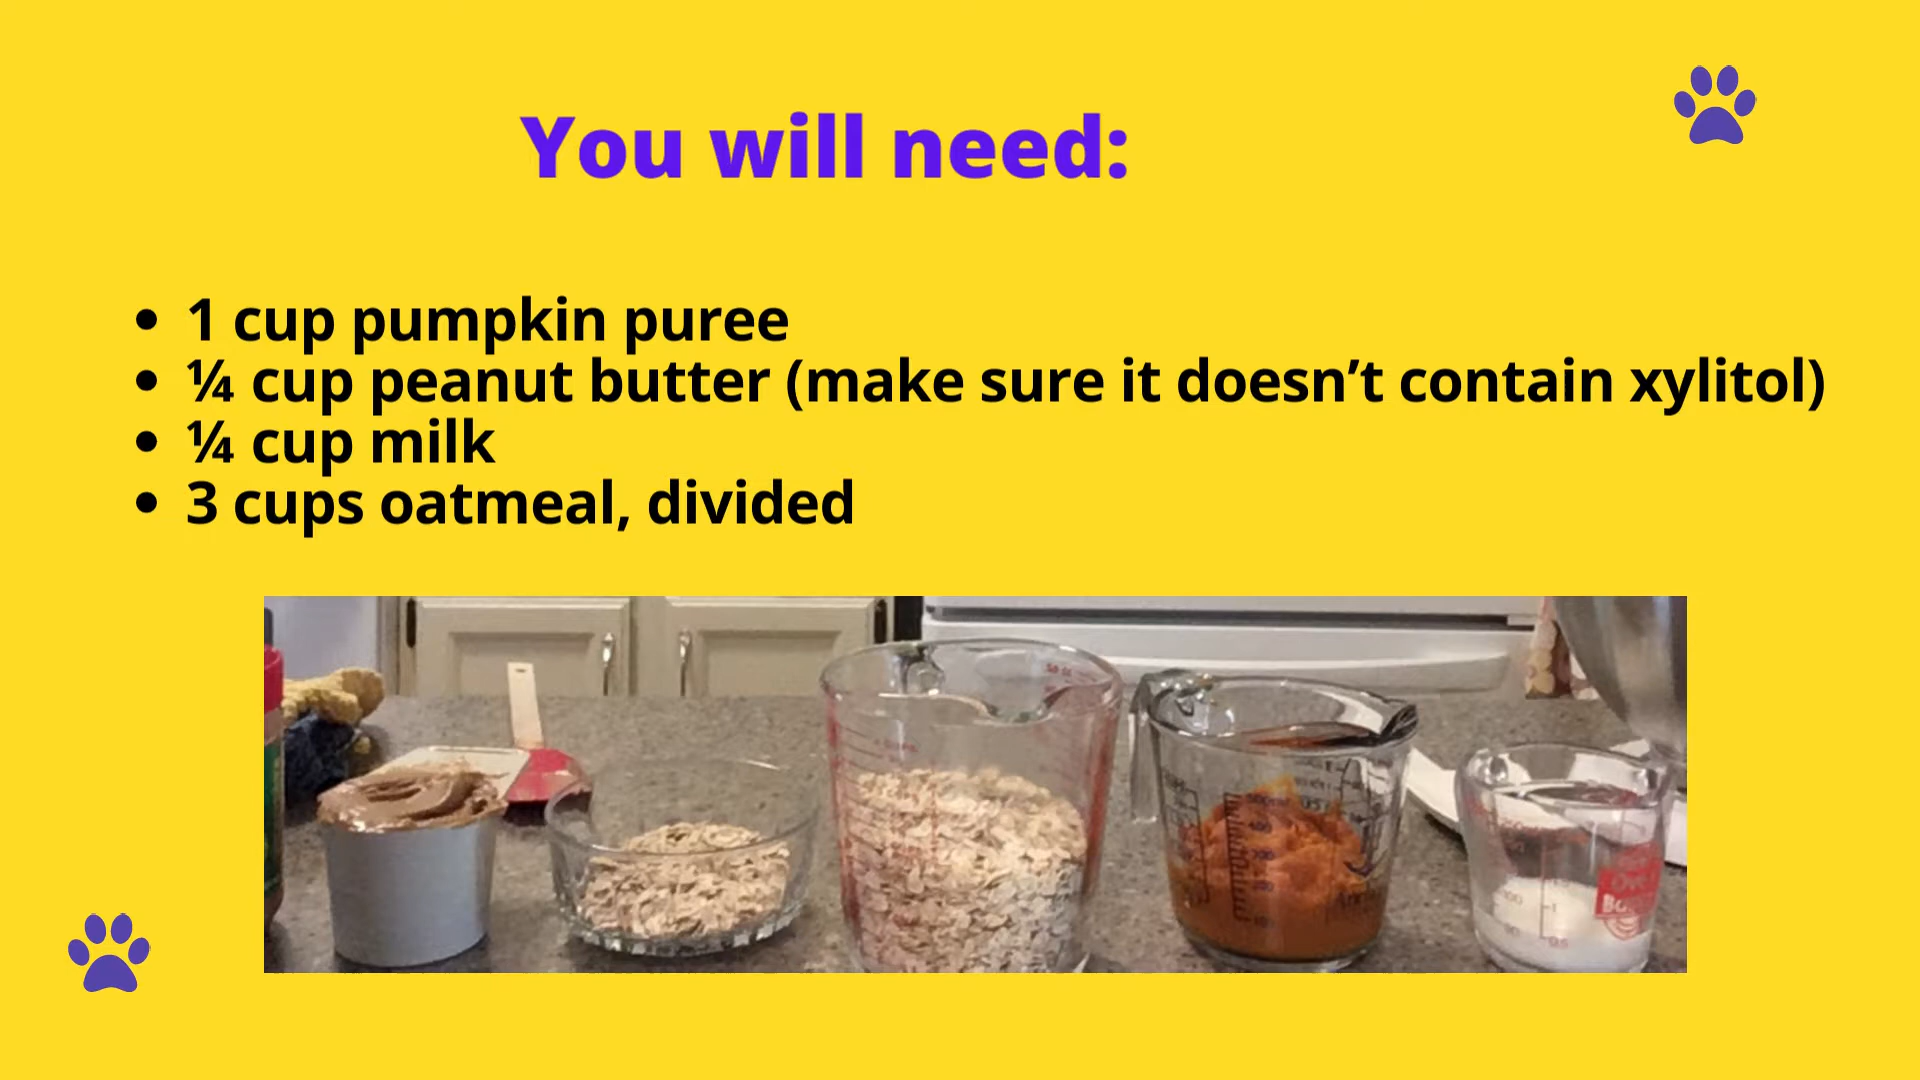 You will need:
• 1 cup pumpkin puree
• ¼ cup peanut butter (make sure it doesn’t contain xylitol)
• ¼ cup milk
• 3 cups oatmeal, divided